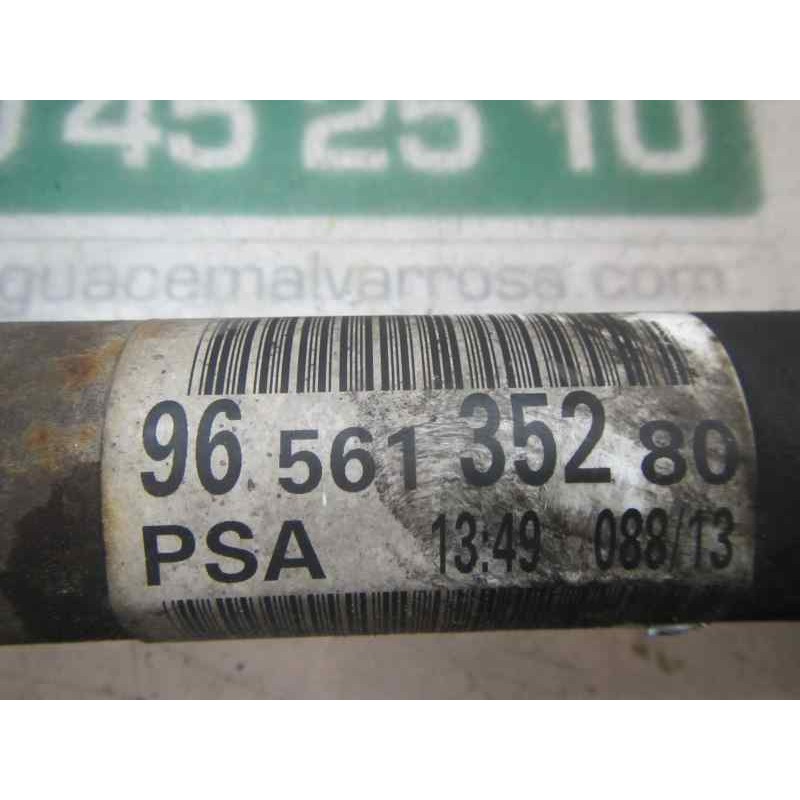 45 25 10
guacemalvarrosa.com
96 561 352 80
PSA 13:49 088/13